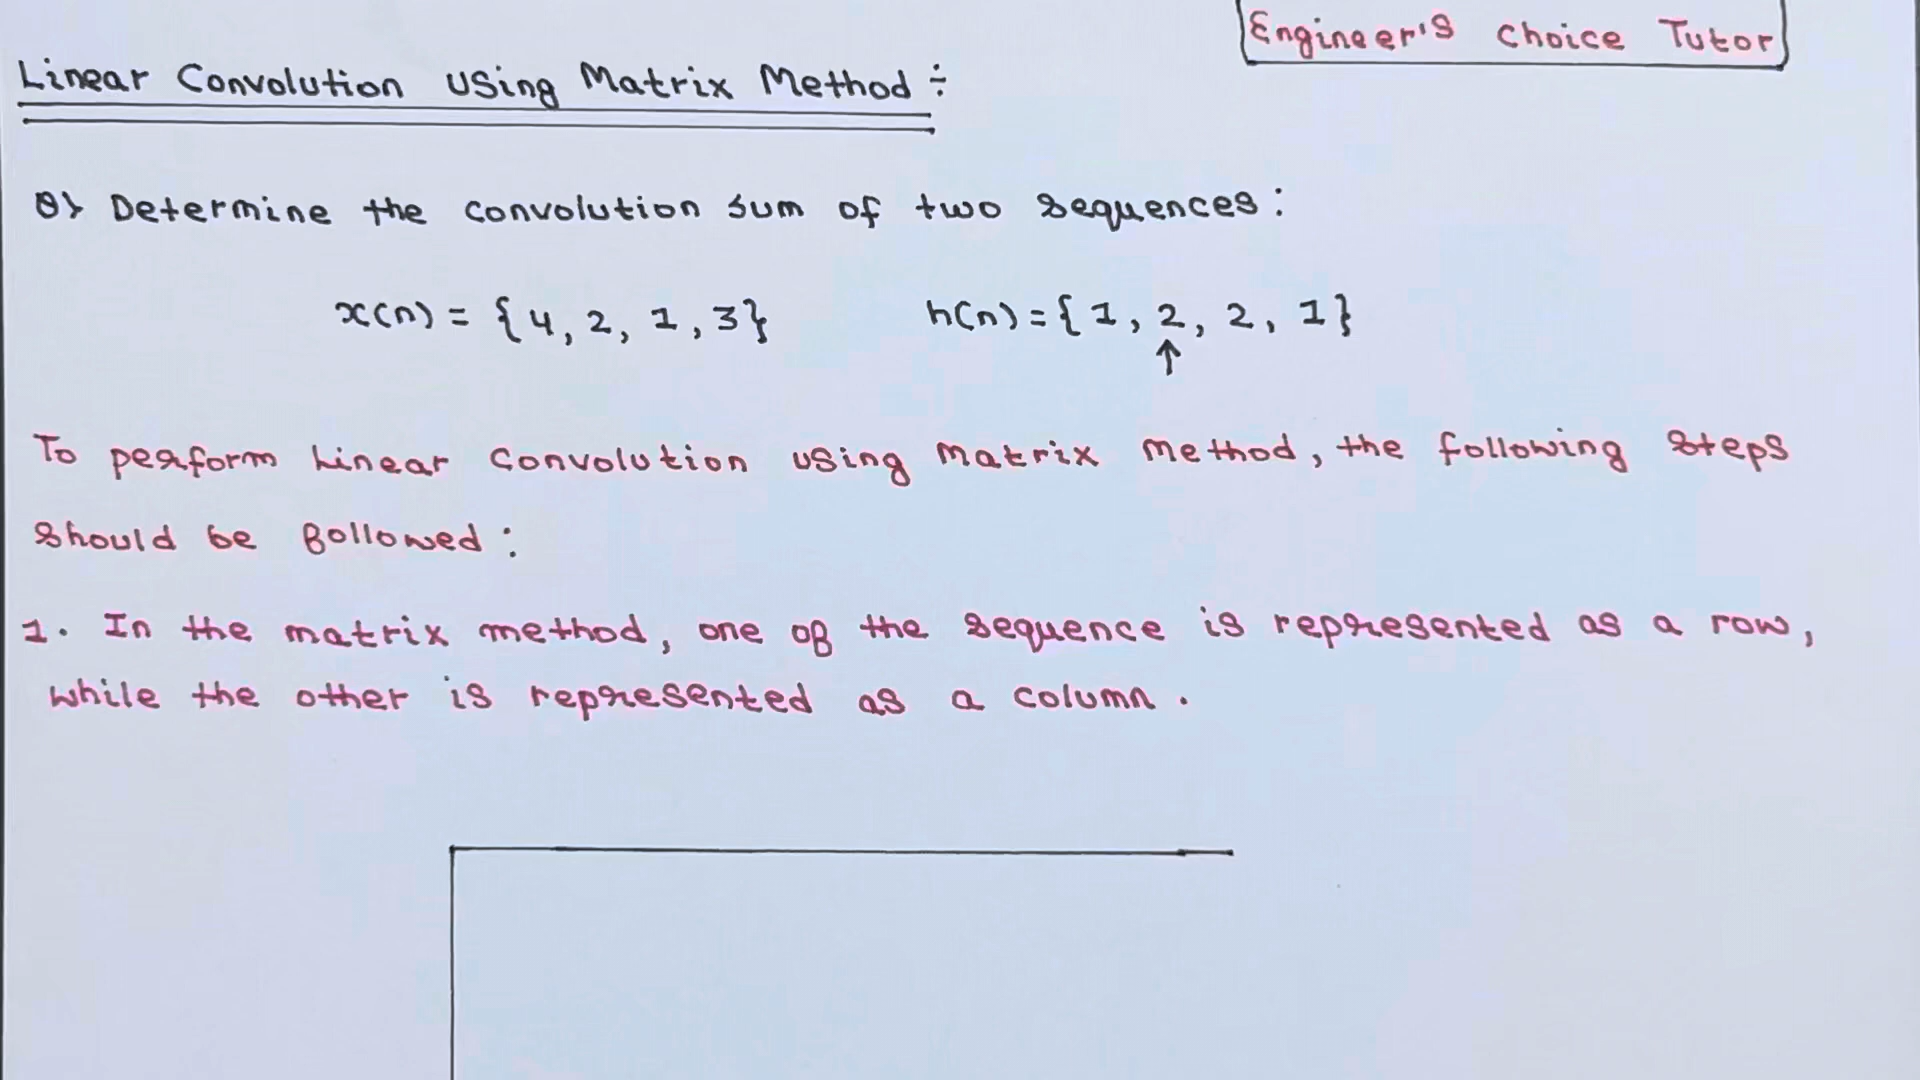 Engineer's Choice Tutor
Linear Convolution Using Matrix Method :-
Q) Determine the convolution sum of two sequences:
x(n) = {4, 2, 1, 3} h(n) = {1, 2, 2, 1}
↑
To perform Linear Convolution using Matrix Method, the following steps
should be followed :
1. In the matrix method, one of the sequence is represented as a row,
while the other is represented as a column.